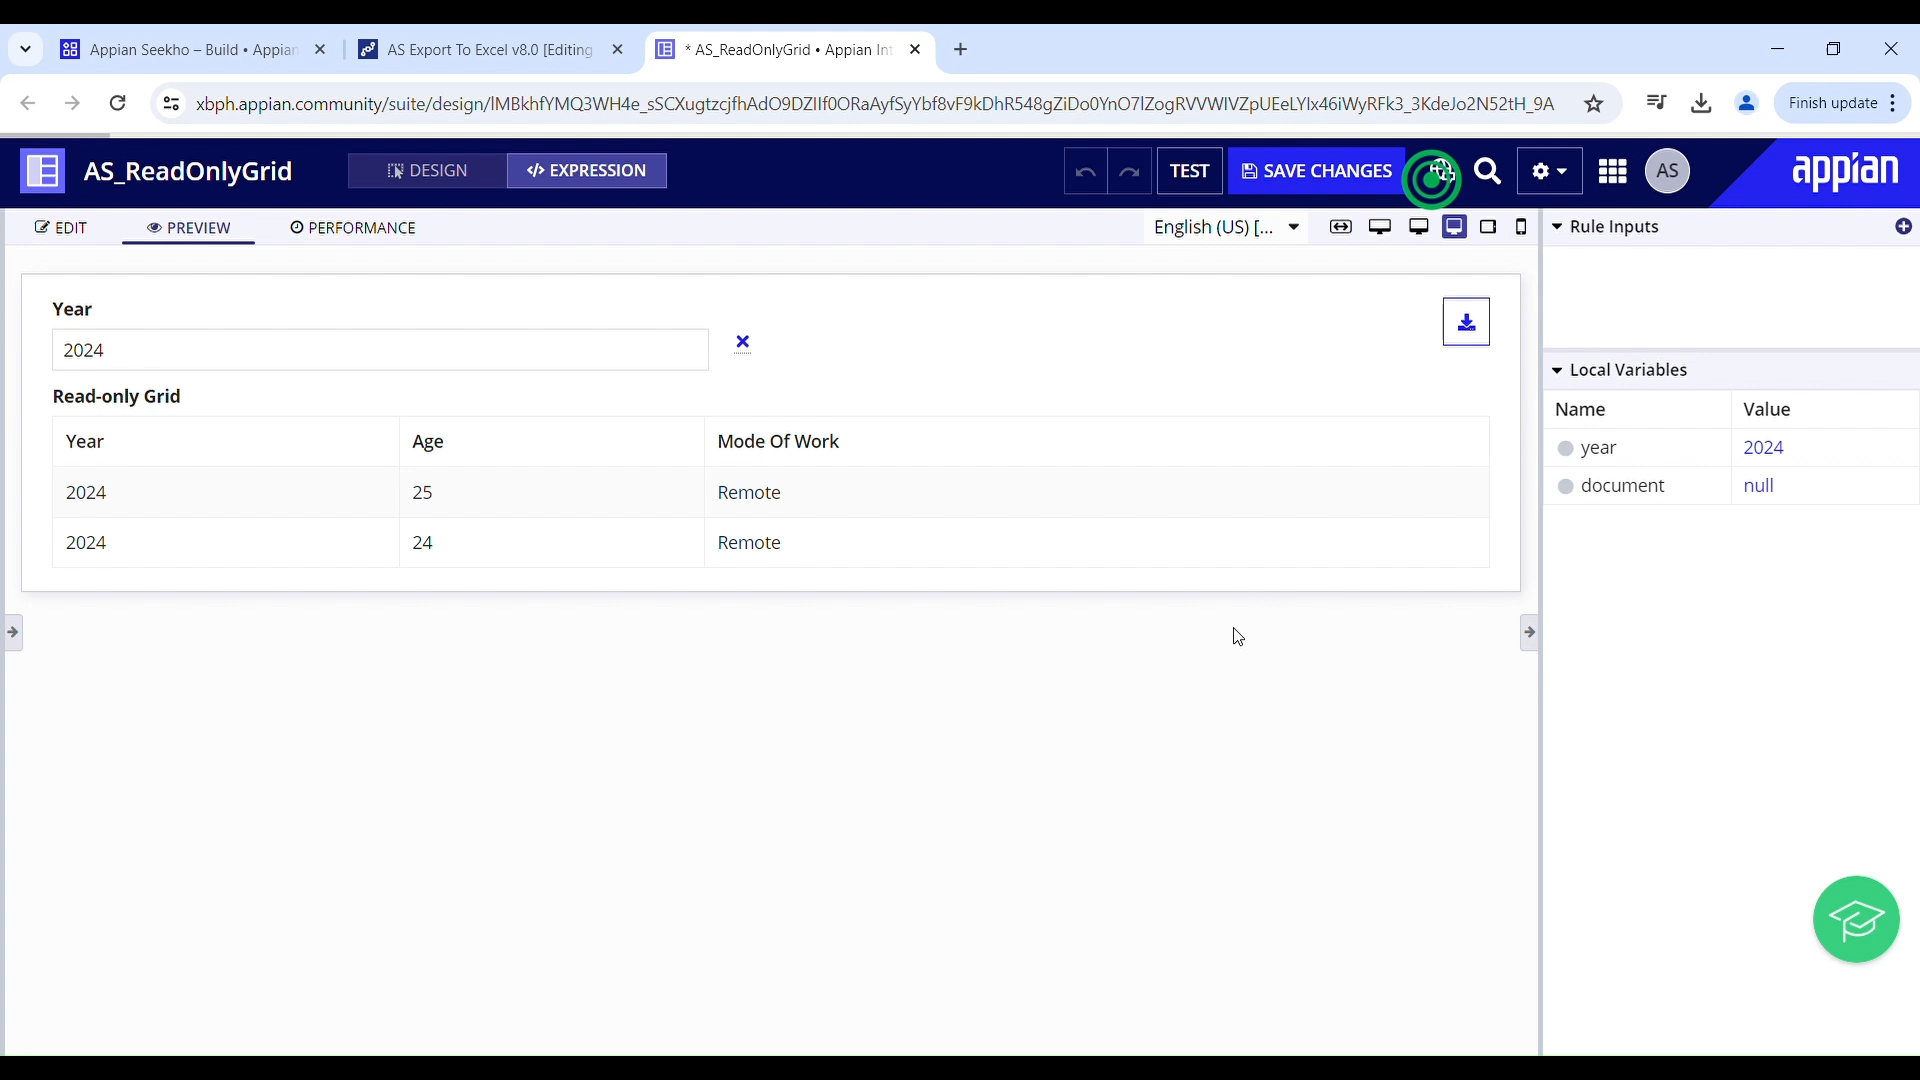 Appian Seekho – Build • Appian
AS Export To Excel v8.0 [Editing
* AS_ReadOnlyGrid • Appian Int
xbph.appian.community/suite/design/lMBkhfYMQ3WH4e_sSCXugtzcjfhAdO9DZIIf0ORaAyfSyYbf8vF9kDhR548gZiDo0YnO7lZogRVVWIVZpUEeLYlx46iWyRFk3_3KdeJo2N52tH_9A
Finish update
AS_ReadOnlyGrid
DESIGN
</> EXPRESSION
TEST
SAVE CHANGES
AS
appian
EDIT
PREVIEW
PERFORMANCE
English (US) [...
Rule Inputs
Year
2024
Read-only Grid
Year Age Mode Of Work
2024 25 Remote
2024 24 Remote
Local Variables
Name Value
year 2024
document null